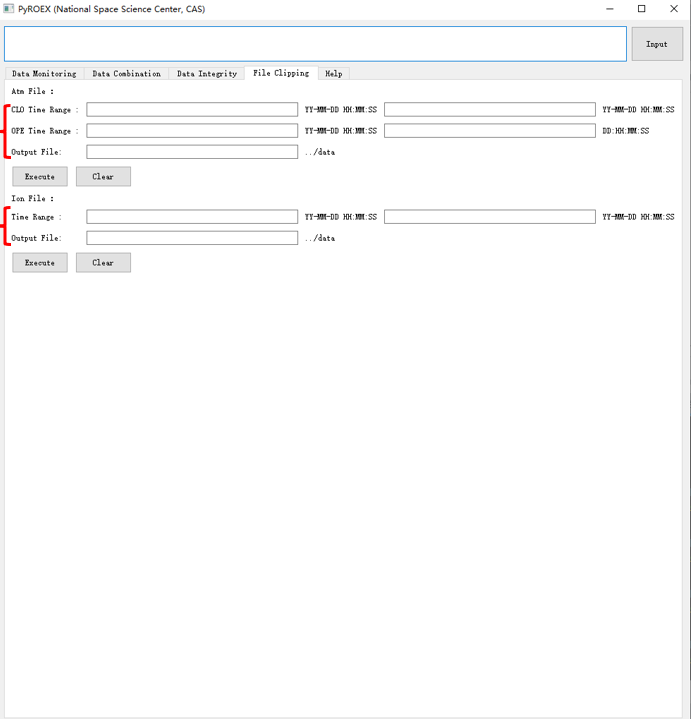 PyROEX (National Space Science Center, CAS)
Input
Data Monitoring Data Combination Data Integrity File Clipping Help
Atm File :
CLO Time Range : YY-MM-DD HH:MM:SS YY-MM-DD HH:MM:SS
OPE Time Range : YY-MM-DD HH:MM:SS DD:HH:MM:SS
Output File: ../data
Execute Clear
Ion File :
Time Range : YY-MM-DD HH:MM:SS YY-MM-DD HH:MM:SS
Output File: ../data
Execute Clear